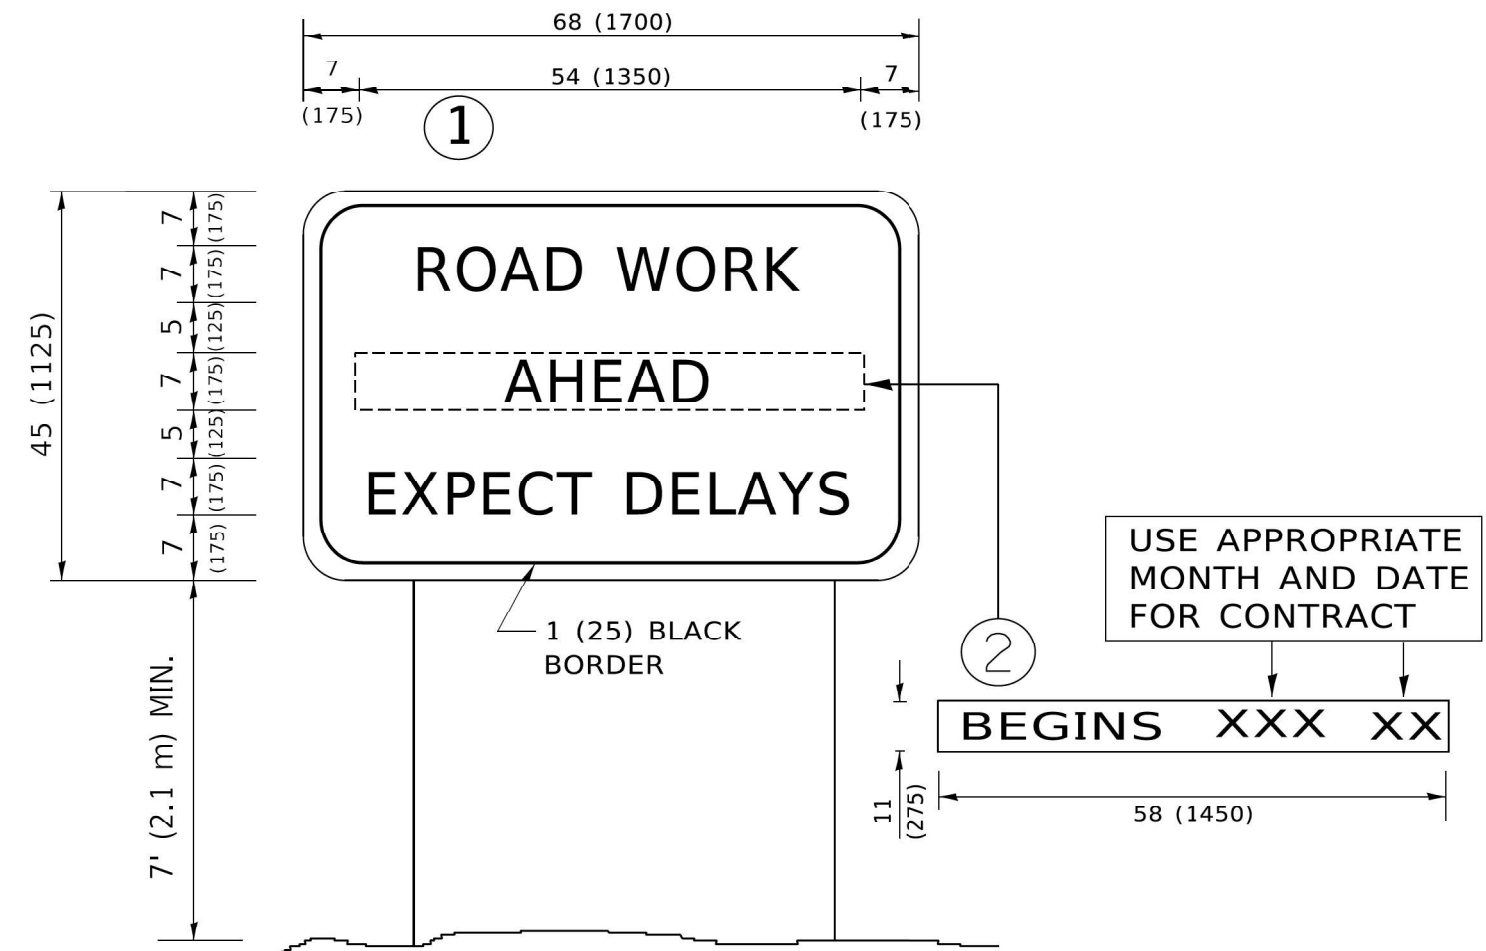 68 (1700)
7
54 (1350)
7
(175)
(175)
1
7
(175)
7
(175)
5
(125)
7
(175)
5
(125)
7
(175)
7
(175)
45 (1125)
ROAD WORK
AHEAD
EXPECT DELAYS
1 (25) BLACK
BORDER
7' (2.1 m) MIN.
2
USE APPROPRIATE
MONTH AND DATE
FOR CONTRACT
BEGINS XXX XX
11
(275)
58 (1450)